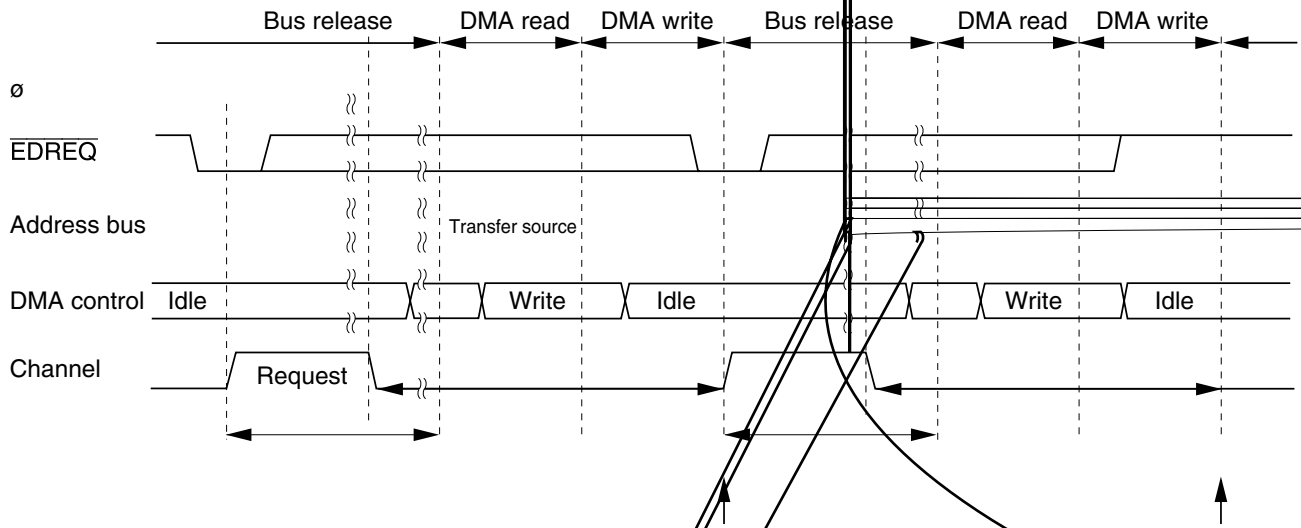 Bus release DMA read DMA write Bus release DMA read DMA write
ø
EDREQ
Address bus Transfer source
DMA control Idle Write Idle Write Idle
Channel Request